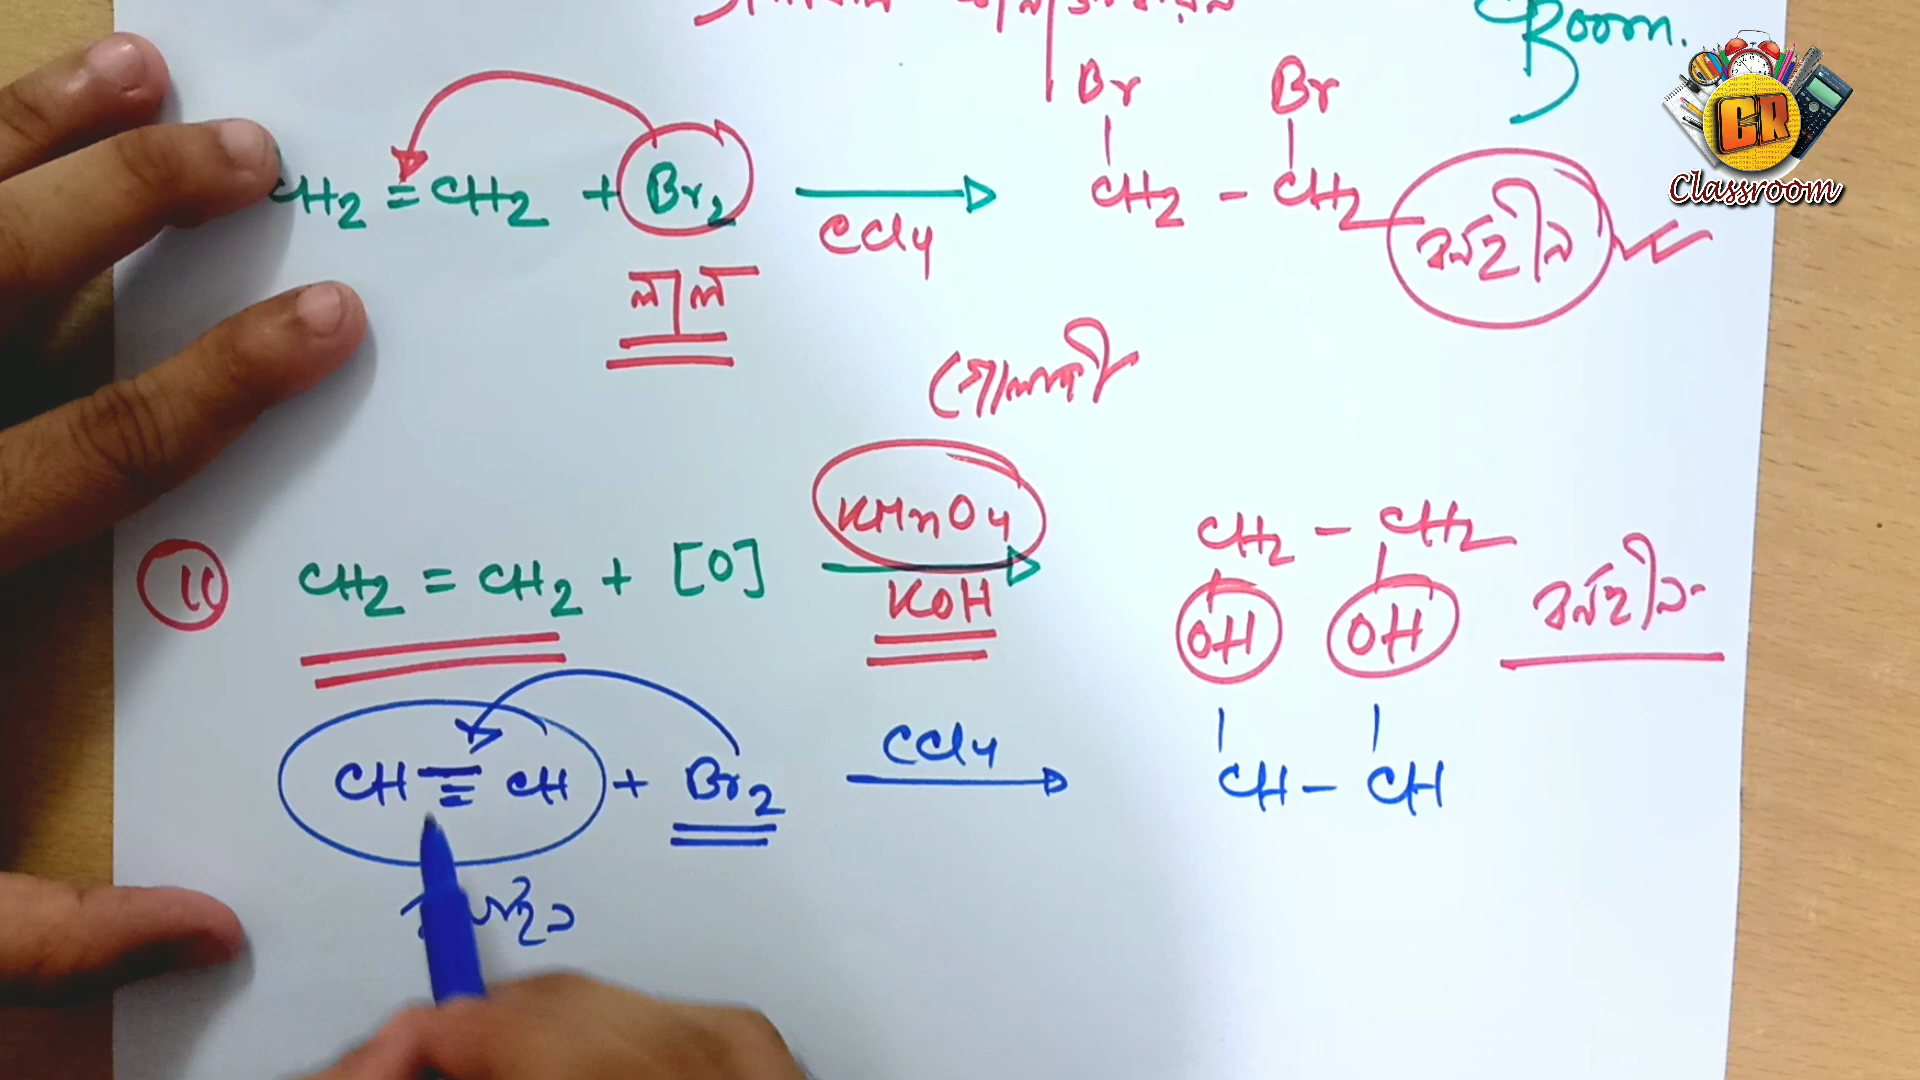 Room.
CR
Classroom
Br Br
CH2 = CH2 + Br2 CCl4 CH2 - CH2 বর্ণহীন
লাল
গোলাপী
(ii) CH2 = CH2 + [O] KMnO4 KOH CH2 - CH2 বর্ণহীন
OH OH
CH ≡ CH + Br2 CCl4 CH - CH